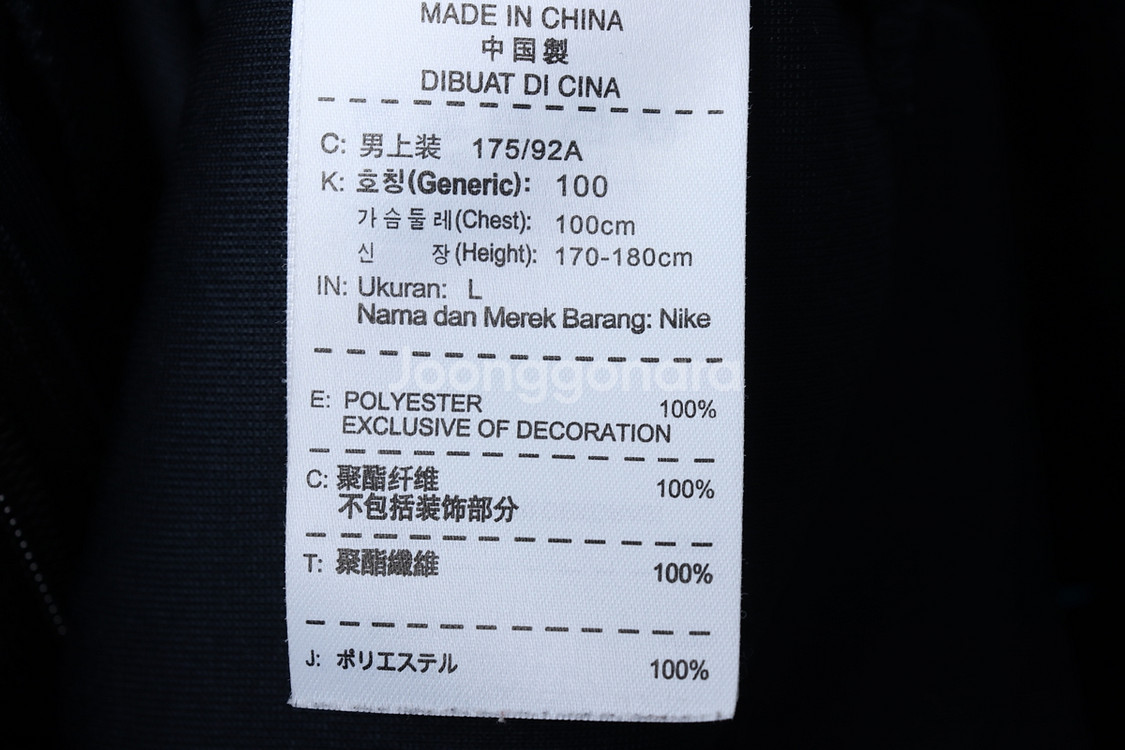 MADE IN CHINA
中国製
DIBUAT DI CINA
C: 男上装 175/92A
K: 호칭(Generic): 100
가슴둘레(Chest): 100cm
신 장(Height): 170-180cm
IN: Ukuran: L
Nama dan Merek Barang: Nike
Joonggonara
E: POLYESTER 100%
EXCLUSIVE OF DECORATION
C: 聚酯纤维 100%
不包括装饰部分
T: 聚酯纖維 100%
J: ポリエステル 100%